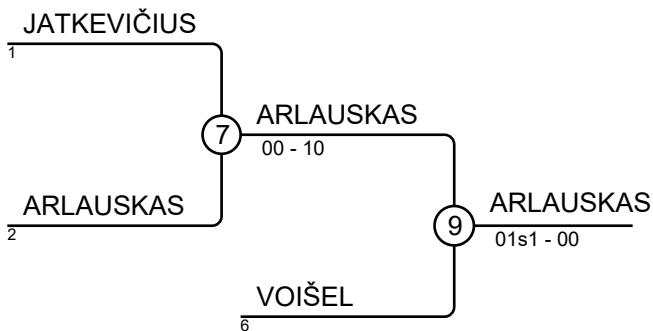 JATKEVIČIUS
1
7
ARLAUSKAS
00 - 10
ARLAUSKAS
2
9
ARLAUSKAS
01s1 - 00
VOIŠEL
6